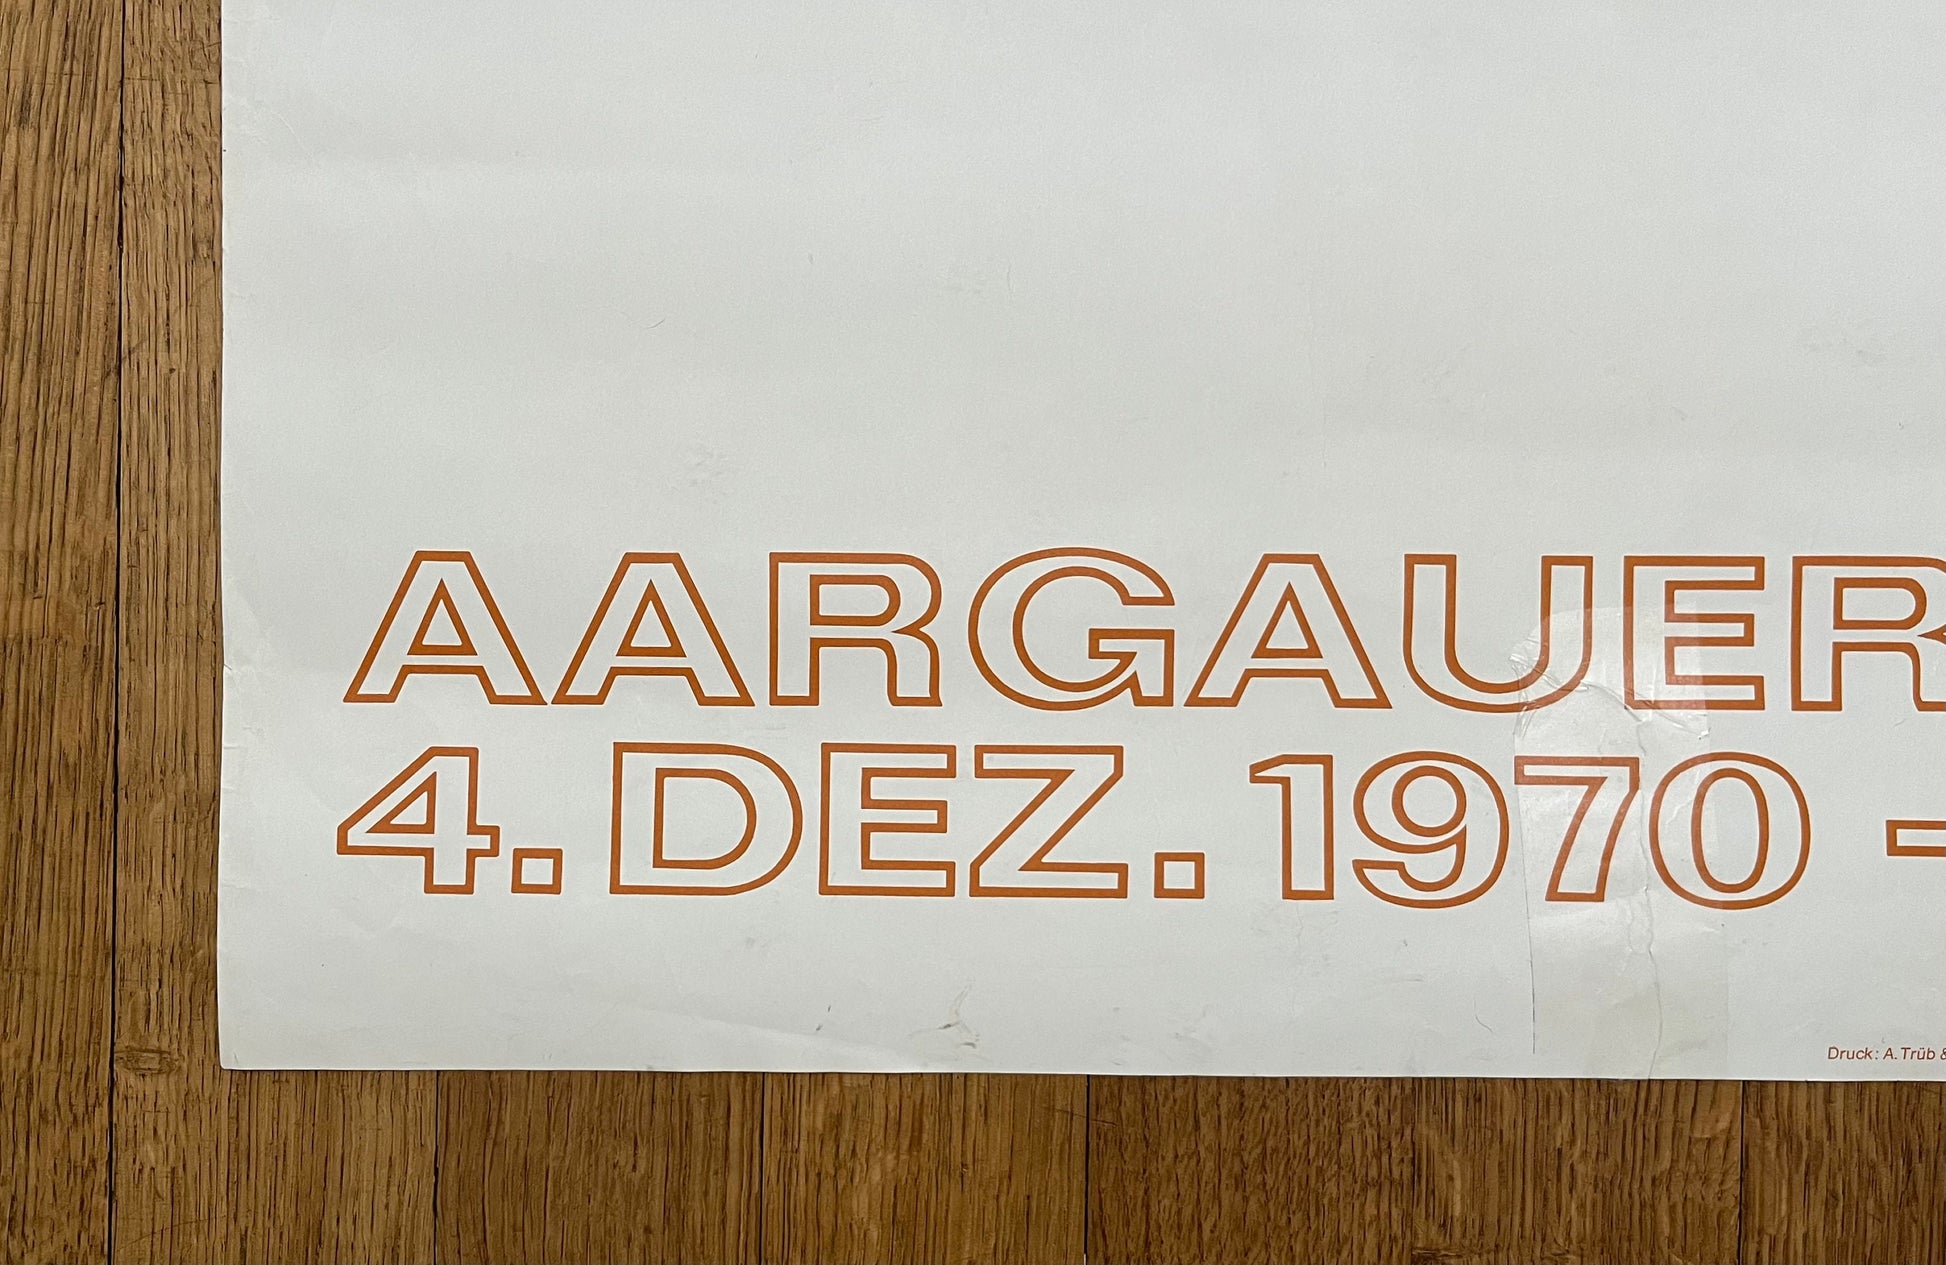 AARGAUER
4. DEZ. 1970 -
Druck: A. Trüb &